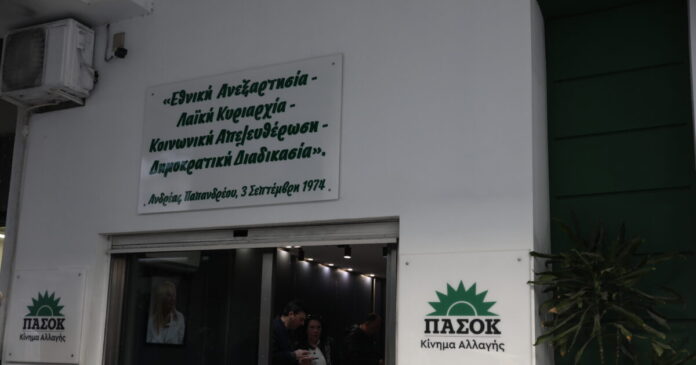 «Εθνική Ανεξαρτησία -
Λαϊκή Κυριαρχία -
Κοινωνική Απελευθέρωση -
Δημοκρατική Διαδικασία».
Ανδρέας Παπανδρέου, 3 Σεπτέμβρη 1974
ΠΑΣΟΚ
Κίνημα Αλλαγής
ΠΑΣΟΚ
Κίνημα Αλλαγής